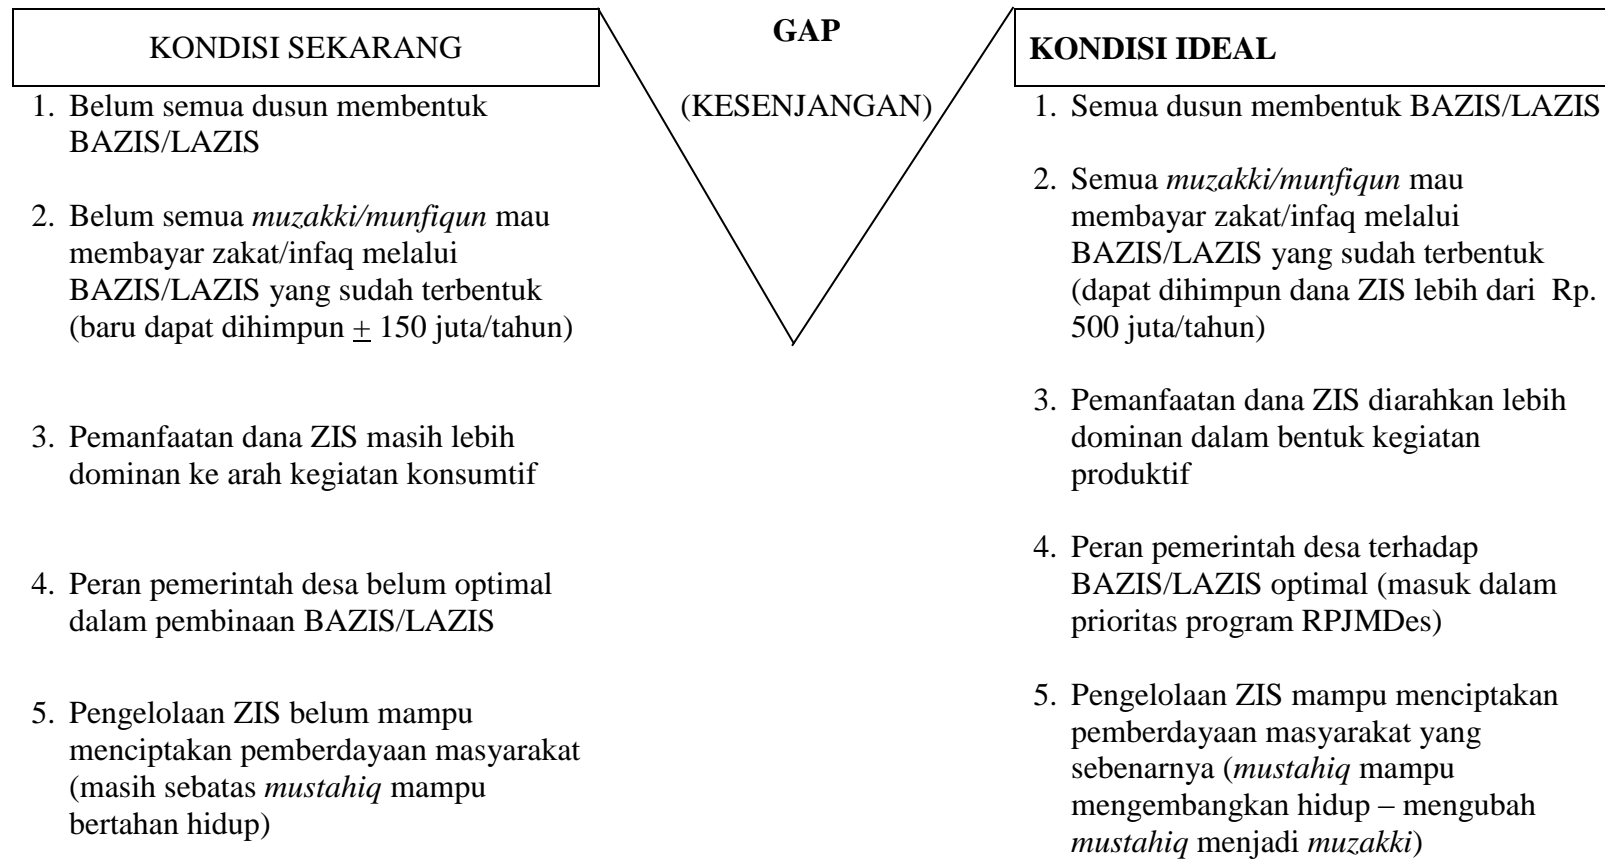 KONDISI SEKARANG
1. Belum semua dusun membentuk
BAZIS/LAZIS
2. Belum semua muzakki/munfiqun mau
membayar zakat/infaq melalui
BAZIS/LAZIS yang sudah terbentuk
(baru dapat dihimpun + 150 juta/tahun)
3. Pemanfaatan dana ZIS masih lebih
dominan ke arah kegiatan konsumtif
4. Peran pemerintah desa belum optimal
dalam pembinaan BAZIS/LAZIS
5. Pengelolaan ZIS belum mampu
menciptakan pemberdayaan masyarakat
(masih sebatas mustahiq mampu
bertahan hidup)
GAP
(KESENJANGAN)
KONDISI IDEAL
1. Semua dusun membentuk BAZIS/LAZIS
2. Semua muzakki/munfiqun mau
membayar zakat/infaq melalui
BAZIS/LAZIS yang sudah terbentuk
(dapat dihimpun dana ZIS lebih dari Rp.
500 juta/tahun)
3. Pemanfaatan dana ZIS diarahkan lebih
dominan dalam bentuk kegiatan
produktif
4. Peran pemerintah desa terhadap
BAZIS/LAZIS optimal (masuk dalam
prioritas program RPJMDes)
5. Pengelolaan ZIS mampu menciptakan
pemberdayaan masyarakat yang
sebenarnya (mustahiq mampu
mengembangkan hidup – mengubah
mustahiq menjadi muzakki)